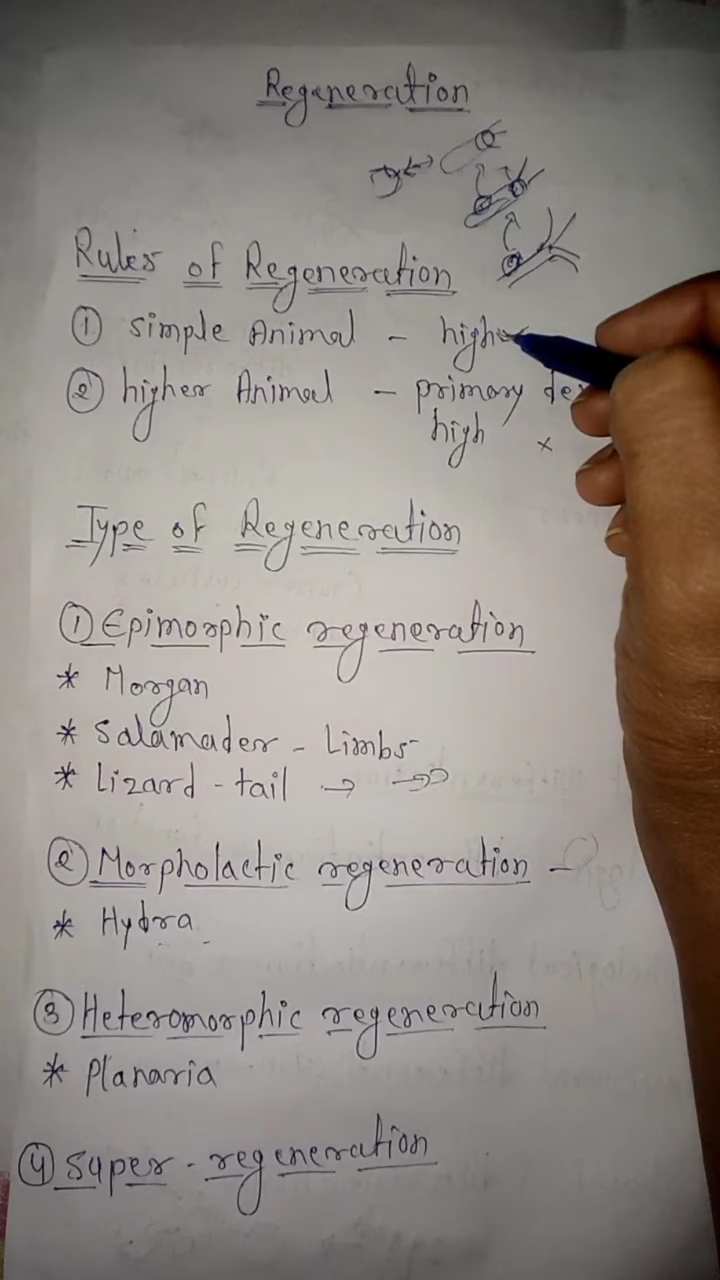 Regeneration
Rules of Regeneration
① simple Animal - high
② higher Animal - primary de
high ×
Type of Regeneration
① Epimorphic regeneration
* Morgan
* Salamader - Limbs
* Lizard - tail →
② Morpholactic regeneration -
* Hydra
③ Heteromorphic regeneration
* Planaria
④ Super - regeneration